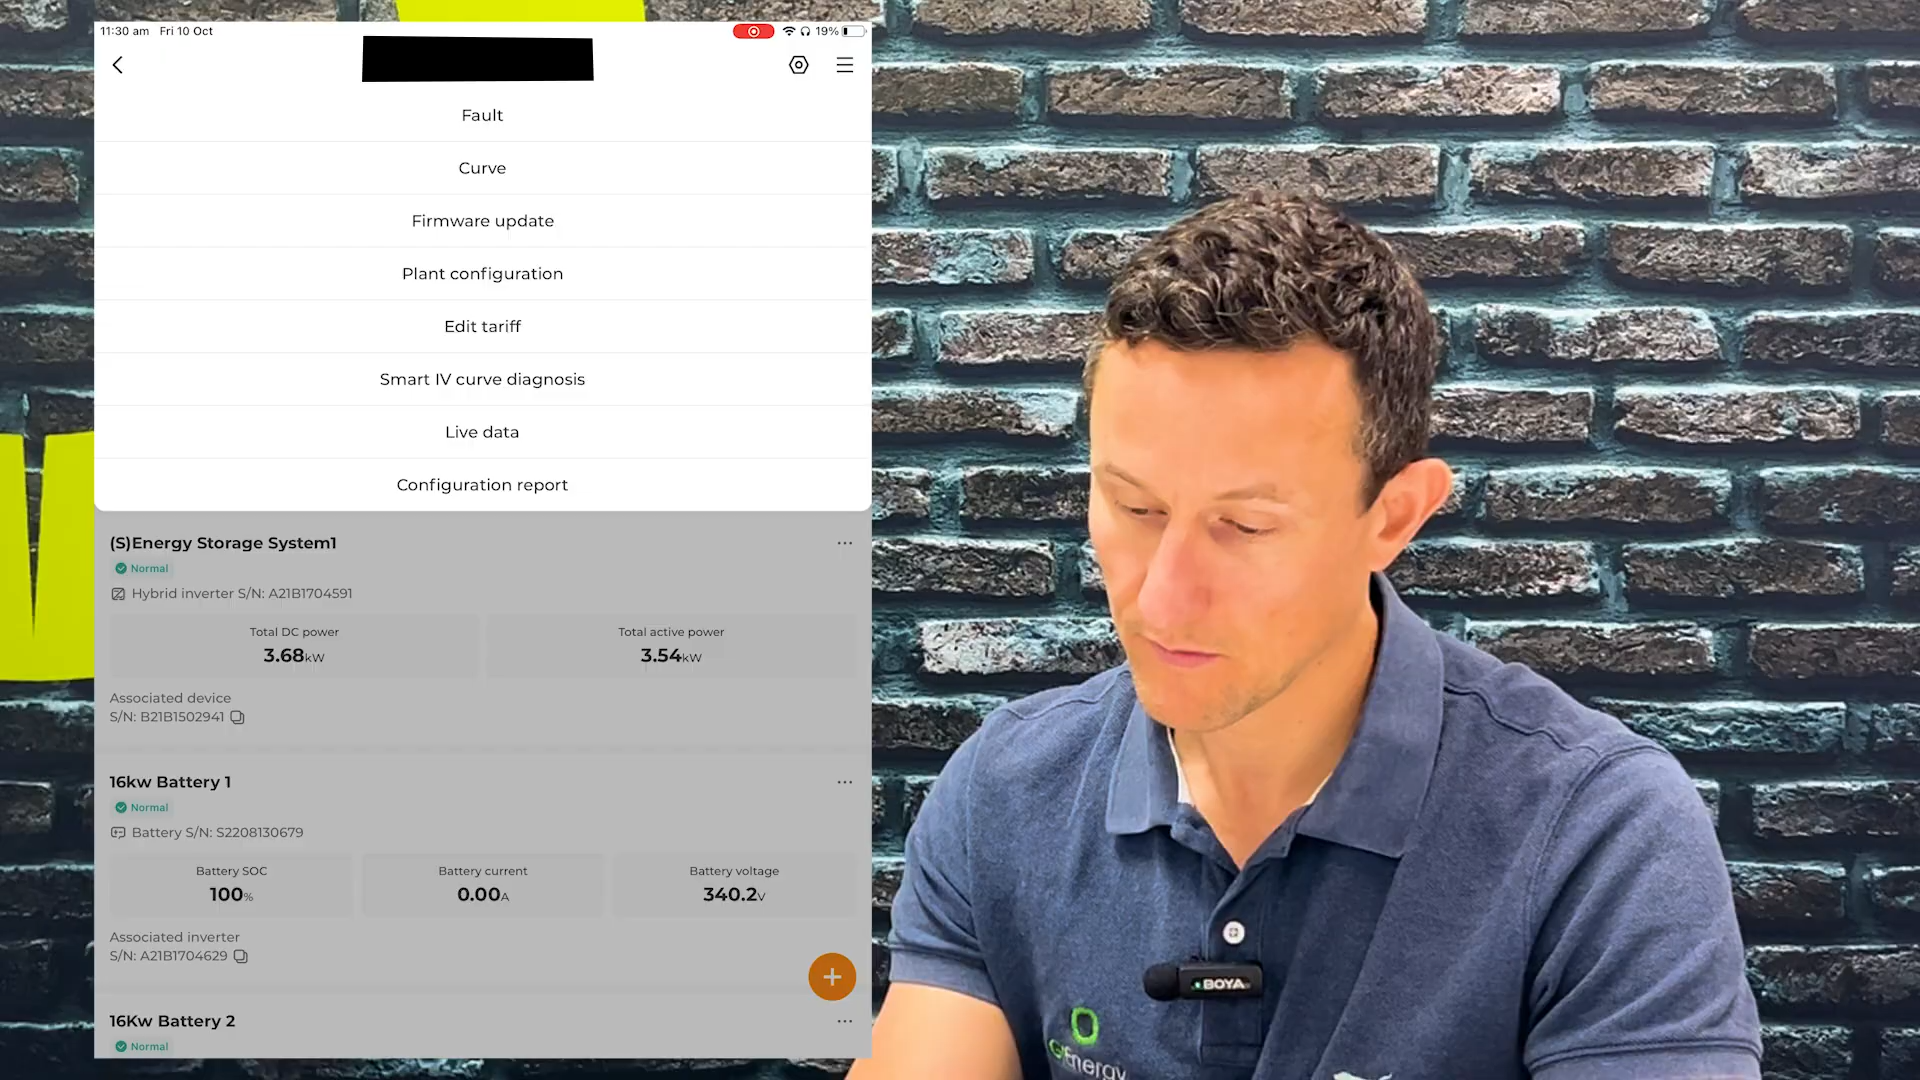 11:30 am Fri 10 Oct
19%
Fault
Curve
Firmware update
Plant configuration
Edit tariff
Smart IV curve diagnosis
Live data
Configuration report
(S)Energy Storage System1
Normal
Hybrid inverter S/N: A21B1704591
Total DC power
3.68kW
Total active power
3.54kW
Associated device
S/N: B21B1502941
16kw Battery 1
Normal
Battery S/N: S2208130679
Battery SOC
100%
Battery current
0.00A
Battery voltage
340.2V
Associated inverter
S/N: A21B1704629
16Kw Battery 2
Normal
BOYA
Energy